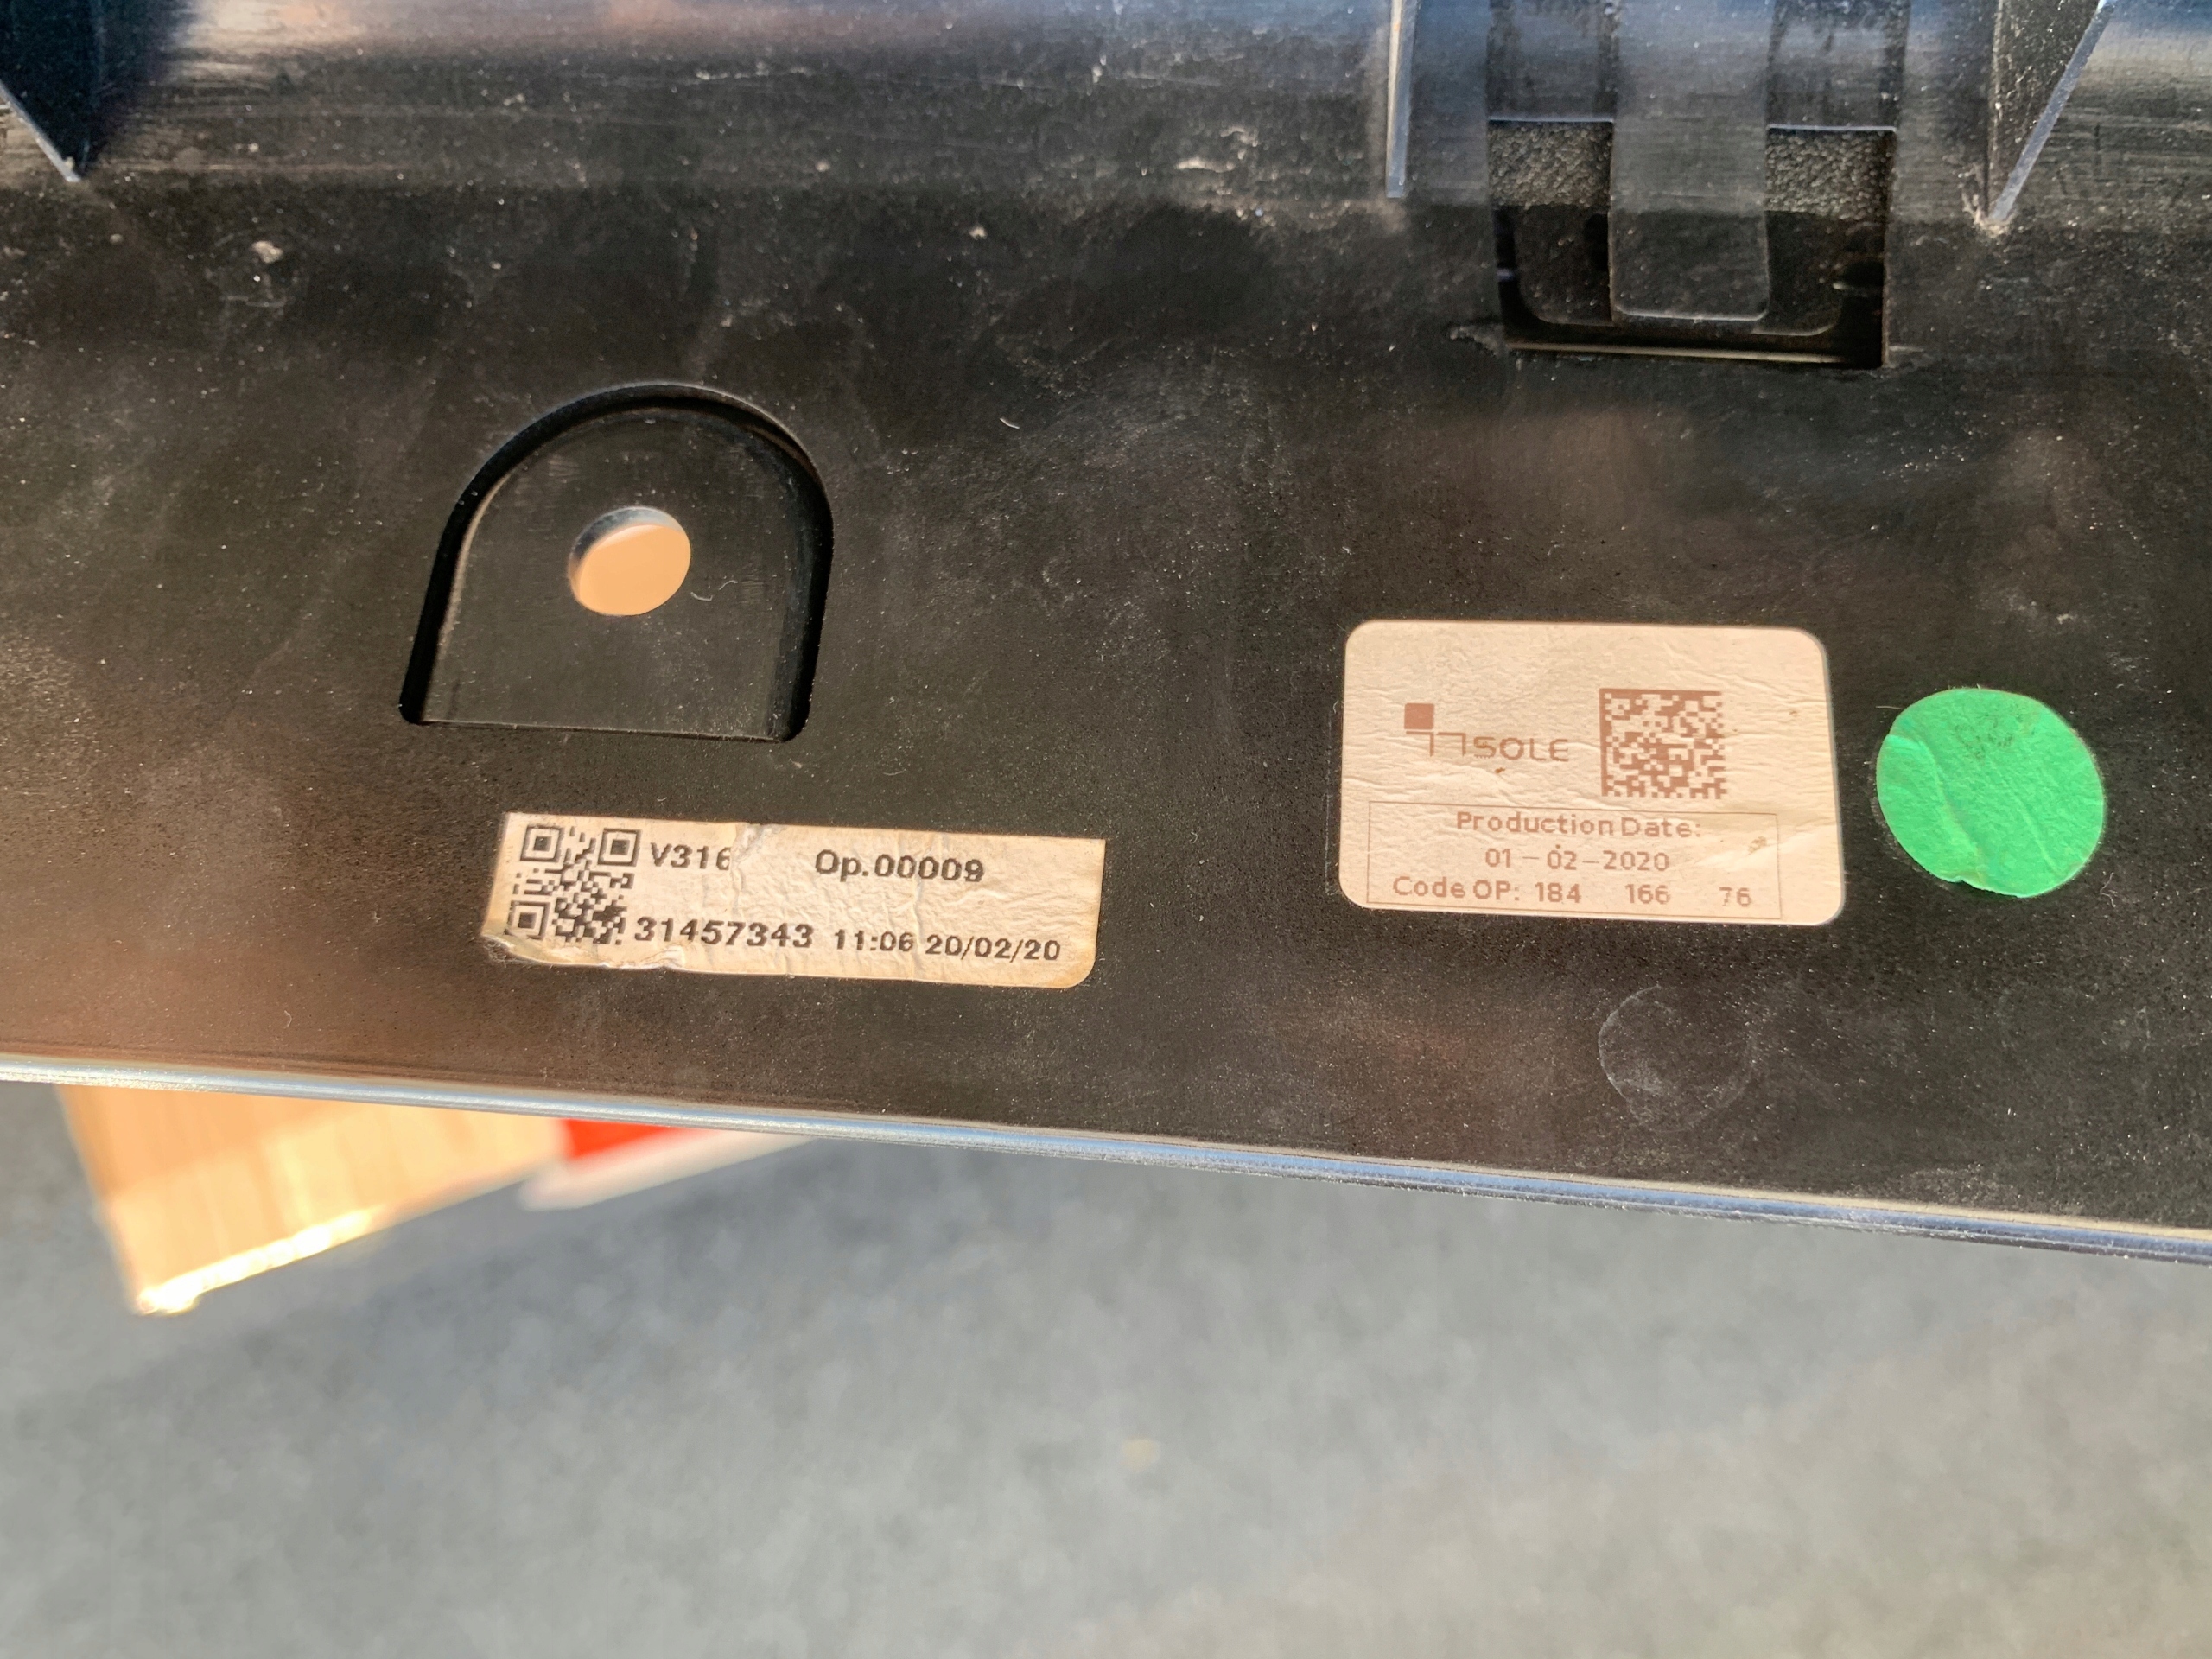 V316 Op.00009
31457343 11:06 20/02/20
SOLE
Production Date:
01-02-2020
Code OP: 184 166 76